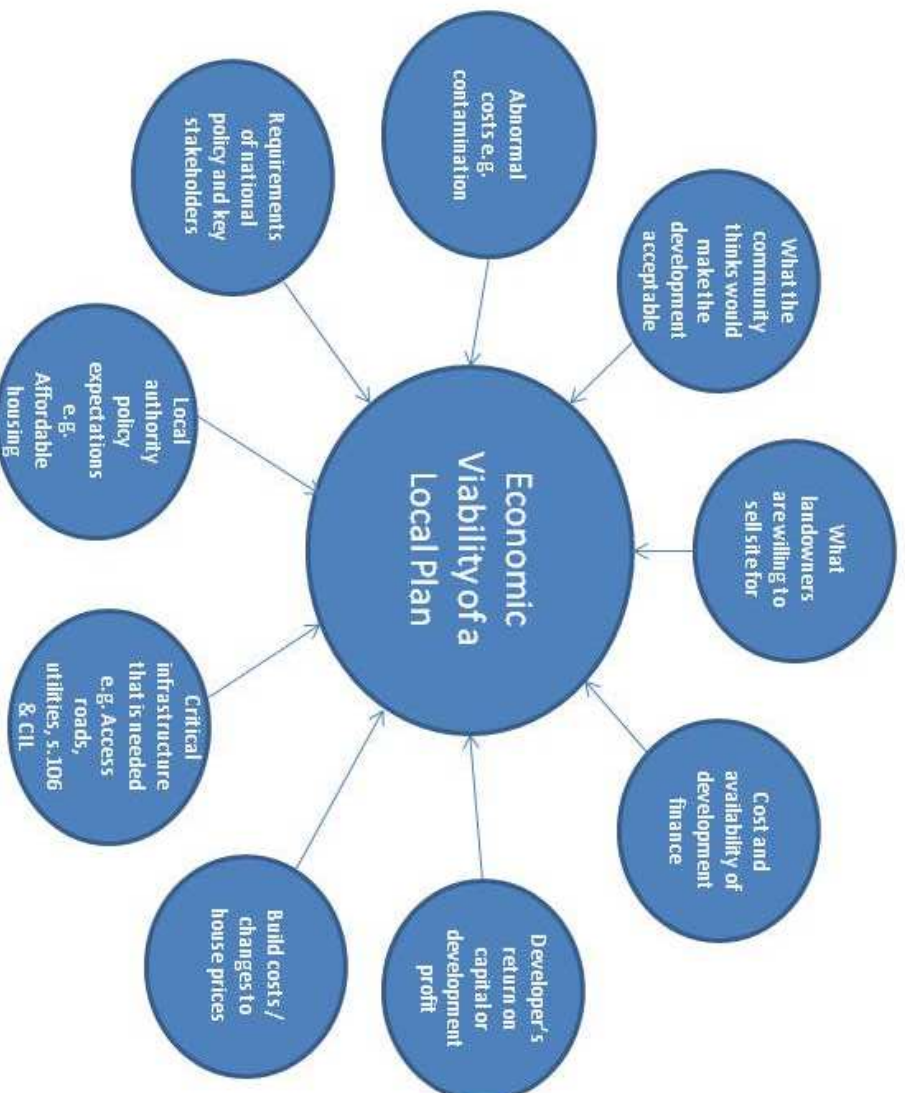 What
landowners
are willing to
sell site for
What the
community
thinks would
make the
development
acceptable
Cost and
availability of
development
finance
Abnormal
costs e.g.
contamination
Economic
Viability of a
Local Plan
Developer's
return on
capital or
development
profit
Requirements
of national
policy and key
stakeholders
Build costs /
changes to
house prices
Local
authority
policy
expectations
e.g.
Affordable
housing
Critical
infrastructure
that is needed
e.g. Access
roads,
utilities, s.106
& CIL